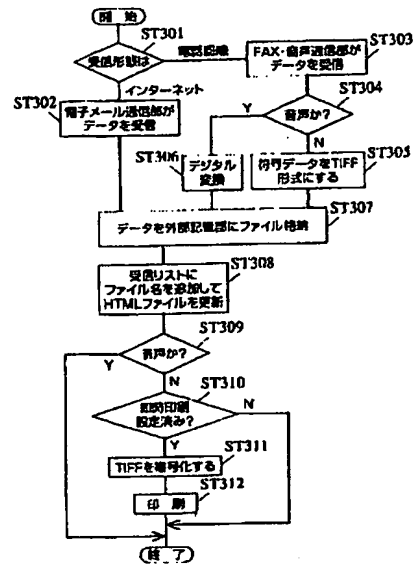 開 始
ST301
受信形態は
電話回線
ST303
FAX・音声通信部が
データを受信
インターネット
ST302
電子メール通信部が
データを受信
ST304
音声か?
Y
N
ST306
デジタル
変換
ST305
符号データをTIFF
形式にする
ST307
データを外部記憶部にファイル格納
ST308
受信リストに
ファイル名を追加して
HTMLファイルを更新
ST309
音声か?
Y
N
ST310
即時印刷
設定済み?
N
Y
ST311
TIFFを復号化する
ST312
印 刷
終 了